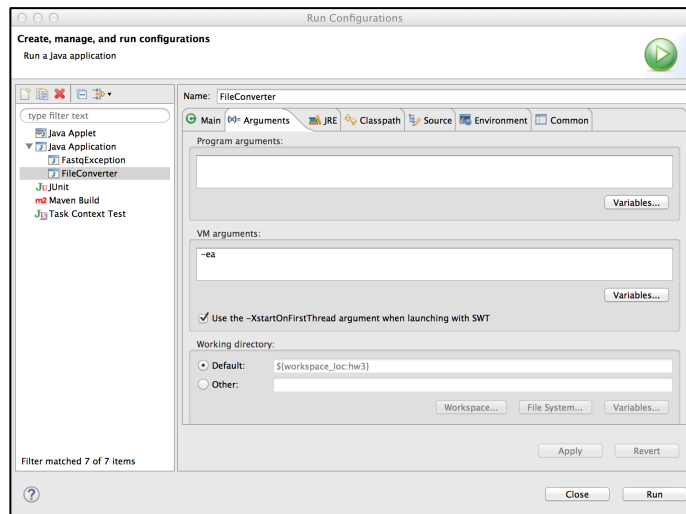 Run Configurations
Create, manage, and run configurations
Run a Java application
type filter text
Java Applet
Java Application
FastqException
FileConverter
JUnit
Maven Build
Task Context Test
Filter matched 7 of 7 items
Name: FileConverter
Main (x)= Arguments JRE Classpath Source Environment Common
Program arguments:
Variables...
VM arguments:
-ea
Variables...
Use the -XstartOnFirstThread argument when launching with SWT
Working directory:
Default: ${workspace_loc:hw3}
Other:
Workspace... File System... Variables...
Apply Revert
Close Run